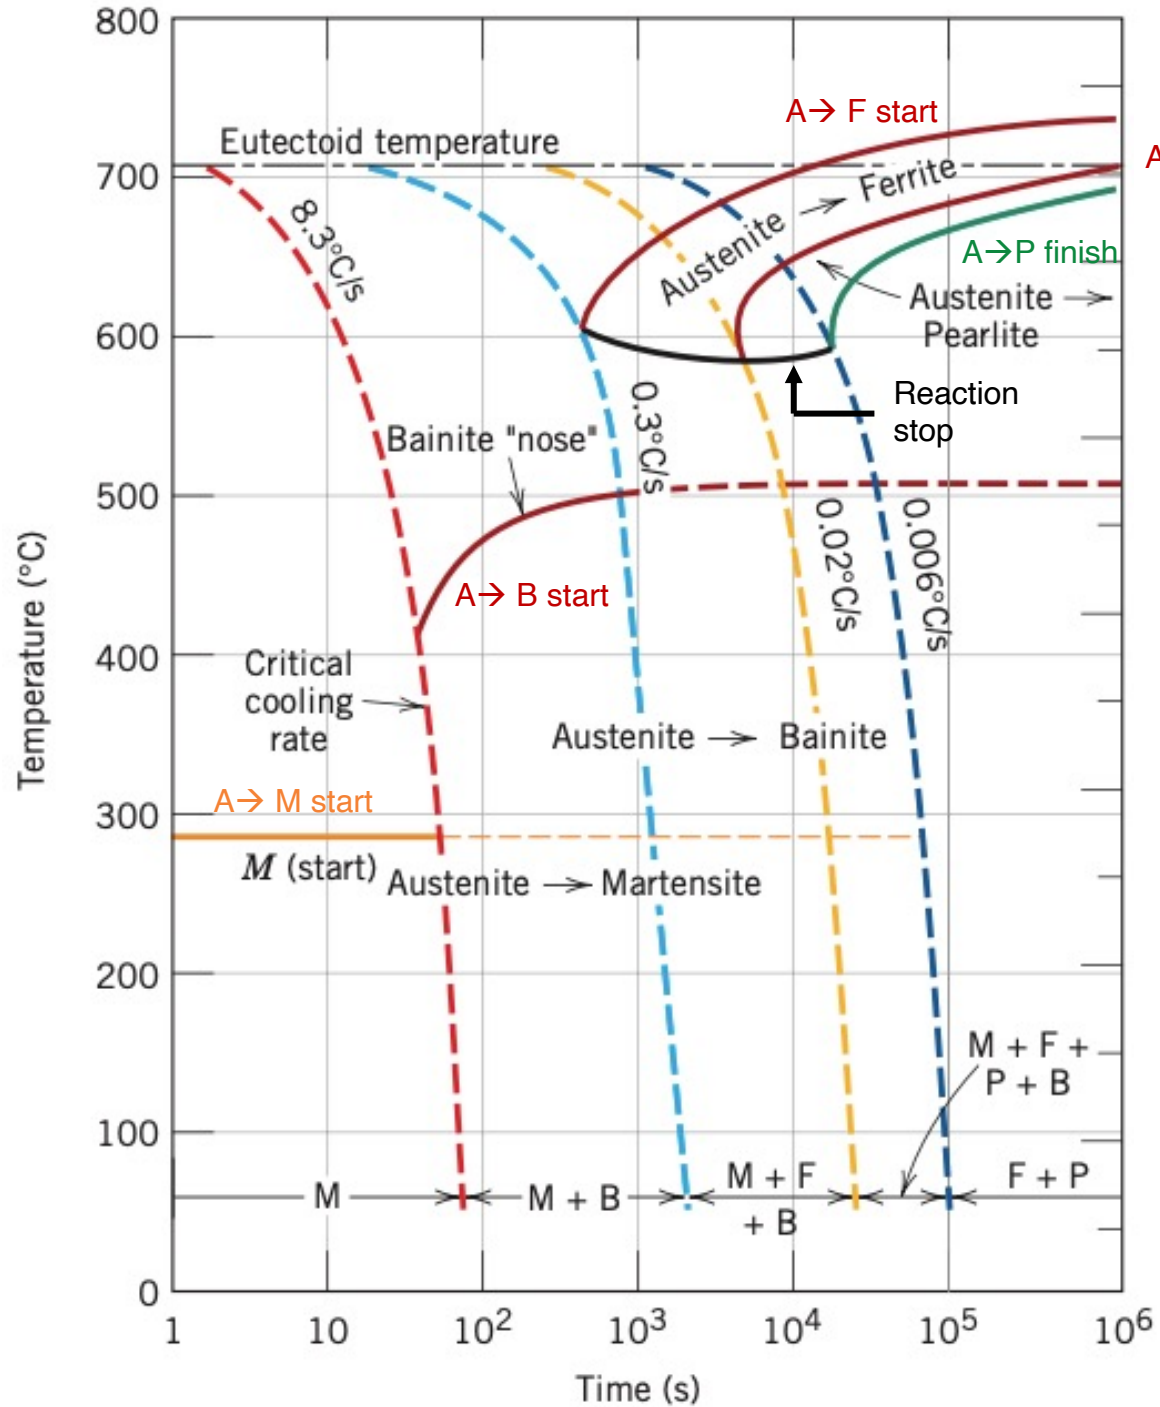 800
A→ F start
Eutectoid temperature
A
700
Ferrite
8.3°C/s
Austenite →
A→P finish
Austenite →
Pearlite
600
Reaction
stop
0.3°C/s
Bainite "nose"
500
0.02°C/s
0.006°C/s
A→ B start
Temperature (°C)
400
Critical
cooling
rate
Austenite → Bainite
A→ M start
300
M (start)
Austenite → Martensite
200
M + F +
P + B
100
M
M + B
M + F
+ B
F + P
0
1
10
10²
10³
10⁴
10⁵
10⁶
Time (s)